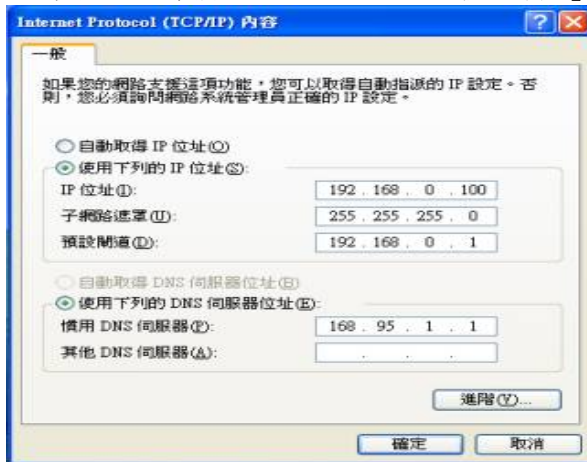 Internet Protocol (TCP/IP) 內容
一般
如果您的網路支援這項功能，您可以取得自動指派的 IP 設定。否
則，您必須詢問網路系統管理員正確的 IP 設定。
自動取得 IP 位址(O)
使用下列的 IP 位址(S):
IP 位址(I): 192 . 168 . 0 . 100
子網路遮罩(U): 255 . 255 . 255 . 0
預設閘道(D): 192 . 168 . 0 . 1
自動取得 DNS 伺服器位址(B)
使用下列的 DNS 伺服器位址(E):
慣用 DNS 伺服器(P): 168 . 95 . 1 . 1
其他 DNS 伺服器(A): . . .
進階(V)...
確定 取消